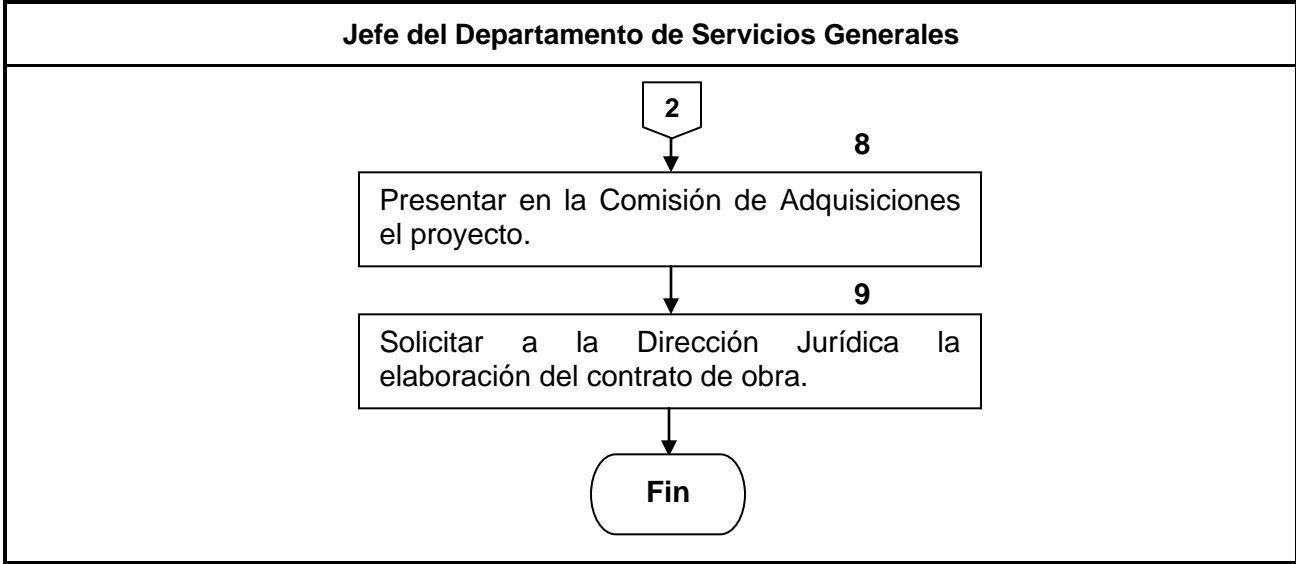 Jefe del Departamento de Servicios Generales
2
8
Presentar en la Comisión de Adquisiciones
el proyecto.
9
Solicitar a la Dirección Jurídica la
elaboración del contrato de obra.
Fin